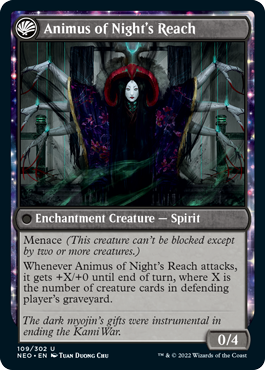 Animus of Night's Reach
Enchantment Creature — Spirit
Menace (This creature can't be blocked except
by two or more creatures.)
Whenever Animus of Night's Reach attacks,
it gets +X/+0 until end of turn, where X is
the number of creature cards in defending
player's graveyard.
The dark myojin's gifts were instrumental in
ending the Kami War.
0/4
109/302 U
NEO • EN Tuan Duong Chu
™ & © 2022 Wizards of the Coast